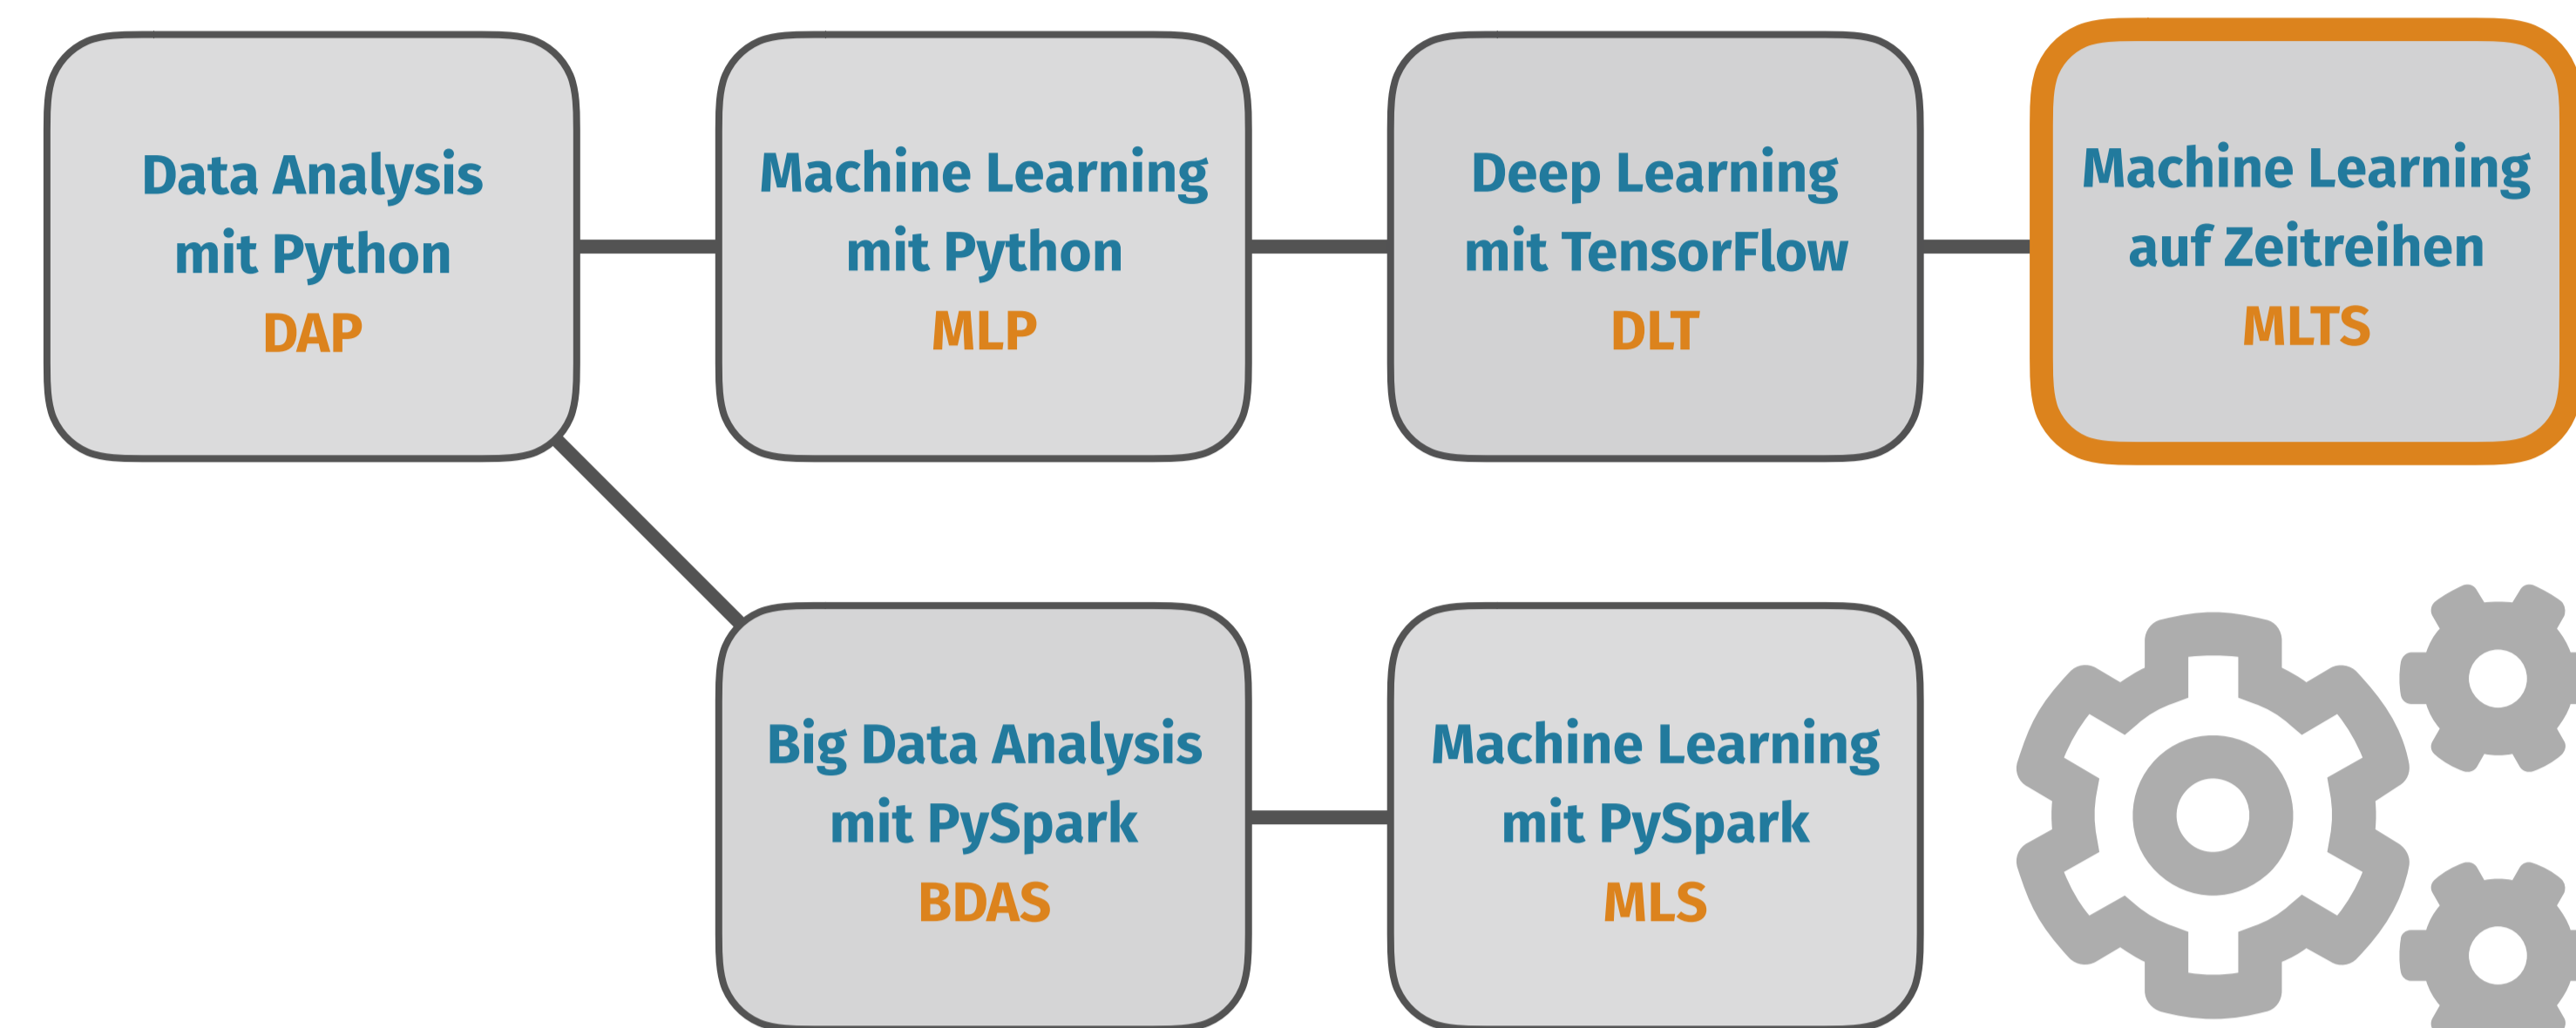 Data Analysis
mit Python
DAP
Machine Learning
mit Python
MLP
Deep Learning
mit TensorFlow
DLT
Machine Learning
auf Zeitreihen
MLTS
Big Data Analysis
mit PySpark
BDAS
Machine Learning
mit PySpark
MLS